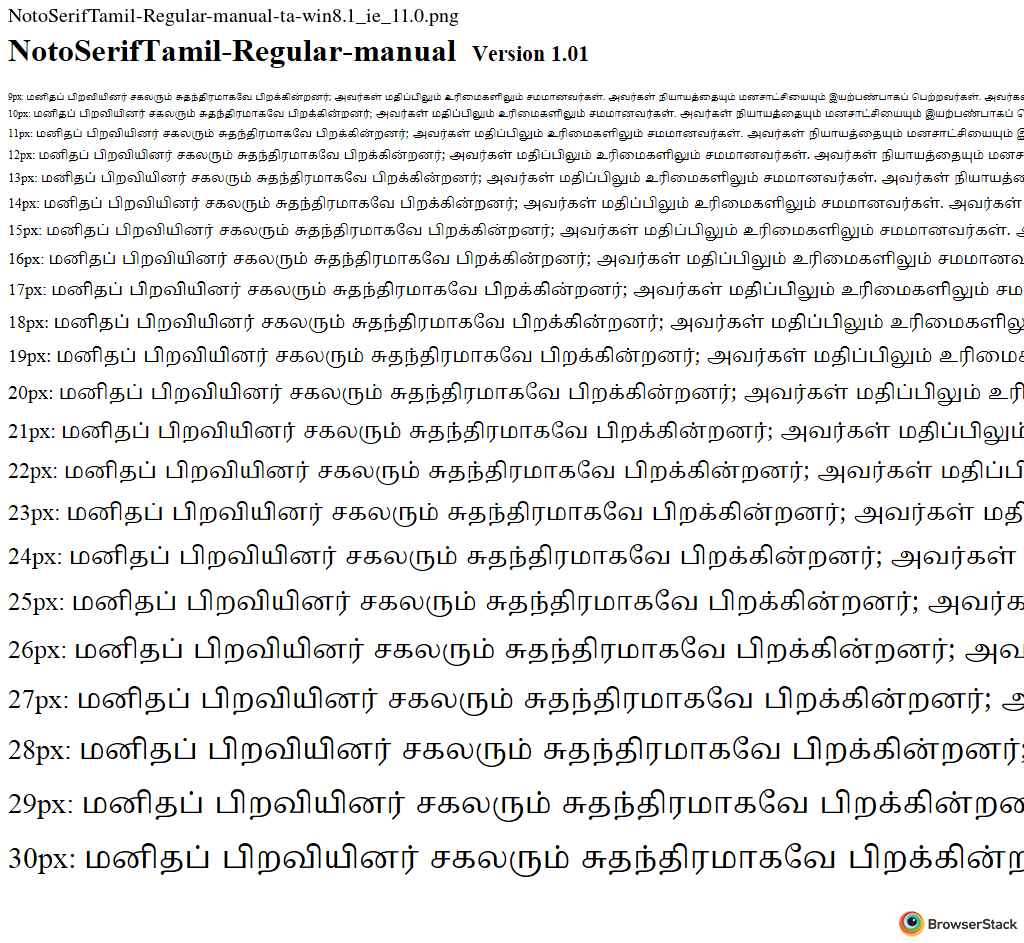 NotoSerifTamil-Regular-manual-ta-win8.1_ie_11.0.png
NotoSerifTamil-Regular-manual Version 1.01
9px: மனிதப் பிறவியினர் சகலரும் சுதந்திரமாகவே பிறக்கின்றனர்; அவர்கள் மதிப்பிலும் உரிமைகளிலும் சமமானவர்கள். அவர்கள் நியாயத்தையும் மனசாட்சியையும் இயற்பண்பாகப் பெற்றவர்கள்.
10px: மனிதப் பிறவியினர் சகலரும் சுதந்திரமாகவே பிறக்கின்றனர்; அவர்கள் மதிப்பிலும் உரிமைகளிலும் சமமானவர்கள். அவர்கள் நியாயத்தையும் மனசாட்சியையும் இயற்பண்பாகப்
11px: மனிதப் பிறவியினர் சகலரும் சுதந்திரமாகவே பிறக்கின்றனர்; அவர்கள் மதிப்பிலும் உரிமைகளிலும் சமமானவர்கள். அவர்கள் நியாயத்தையும் மனசாட்சியையும்
12px: மனிதப் பிறவியினர் சகலரும் சுதந்திரமாகவே பிறக்கின்றனர்; அவர்கள் மதிப்பிலும் உரிமைகளிலும் சமமானவர்கள். அவர்கள் நியாயத்தையும் மனச
13px: மனிதப் பிறவியினர் சகலரும் சுதந்திரமாகவே பிறக்கின்றனர்; அவர்கள் மதிப்பிலும் உரிமைகளிலும் சமமானவர்கள். அவர்கள் நியாயத்
14px: மனிதப் பிறவியினர் சகலரும் சுதந்திரமாகவே பிறக்கின்றனர்; அவர்கள் மதிப்பிலும் உரிமைகளிலும் சமமானவர்கள். அவர்கள்
15px: மனிதப் பிறவியினர் சகலரும் சுதந்திரமாகவே பிறக்கின்றனர்; அவர்கள் மதிப்பிலும் உரிமைகளிலும் சமமானவர்கள்.
16px: மனிதப் பிறவியினர் சகலரும் சுதந்திரமாகவே பிறக்கின்றனர்; அவர்கள் மதிப்பிலும் உரிமைகளிலும் சமமானவ
17px: மனிதப் பிறவியினர் சகலரும் சுதந்திரமாகவே பிறக்கின்றனர்; அவர்கள் மதிப்பிலும் உரிமைகளிலும் சம
18px: மனிதப் பிறவியினர் சகலரும் சுதந்திரமாகவே பிறக்கின்றனர்; அவர்கள் மதிப்பிலும் உரிமைகளிலு
19px: மனிதப் பிறவியினர் சகலரும் சுதந்திரமாகவே பிறக்கின்றனர்; அவர்கள் மதிப்பிலும் உரிமை
20px: மனிதப் பிறவியினர் சகலரும் சுதந்திரமாகவே பிறக்கின்றனர்; அவர்கள் மதிப்பிலும் உரி
21px: மனிதப் பிறவியினர் சகலரும் சுதந்திரமாகவே பிறக்கின்றனர்; அவர்கள் மதிப்பிலும்
22px: மனிதப் பிறவியினர் சகலரும் சுதந்திரமாகவே பிறக்கின்றனர்; அவர்கள் மதிப்பி
23px: மனிதப் பிறவியினர் சகலரும் சுதந்திரமாகவே பிறக்கின்றனர்; அவர்கள் மதி
24px: மனிதப் பிறவியினர் சகலரும் சுதந்திரமாகவே பிறக்கின்றனர்; அவர்கள்
25px: மனிதப் பிறவியினர் சகலரும் சுதந்திரமாகவே பிறக்கின்றனர்; அவர்க
26px: மனிதப் பிறவியினர் சகலரும் சுதந்திரமாகவே பிறக்கின்றனர்; அவ
27px: மனிதப் பிறவியினர் சகலரும் சுதந்திரமாகவே பிறக்கின்றனர்;
28px: மனிதப் பிறவியினர் சகலரும் சுதந்திரமாகவே பிறக்கின்றனர்;
29px: மனிதப் பிறவியினர் சகலரும் சுதந்திரமாகவே பிறக்கின்றன
30px: மனிதப் பிறவியினர் சகலரும் சுதந்திரமாகவே பிறக்கின்ற
BrowserStack